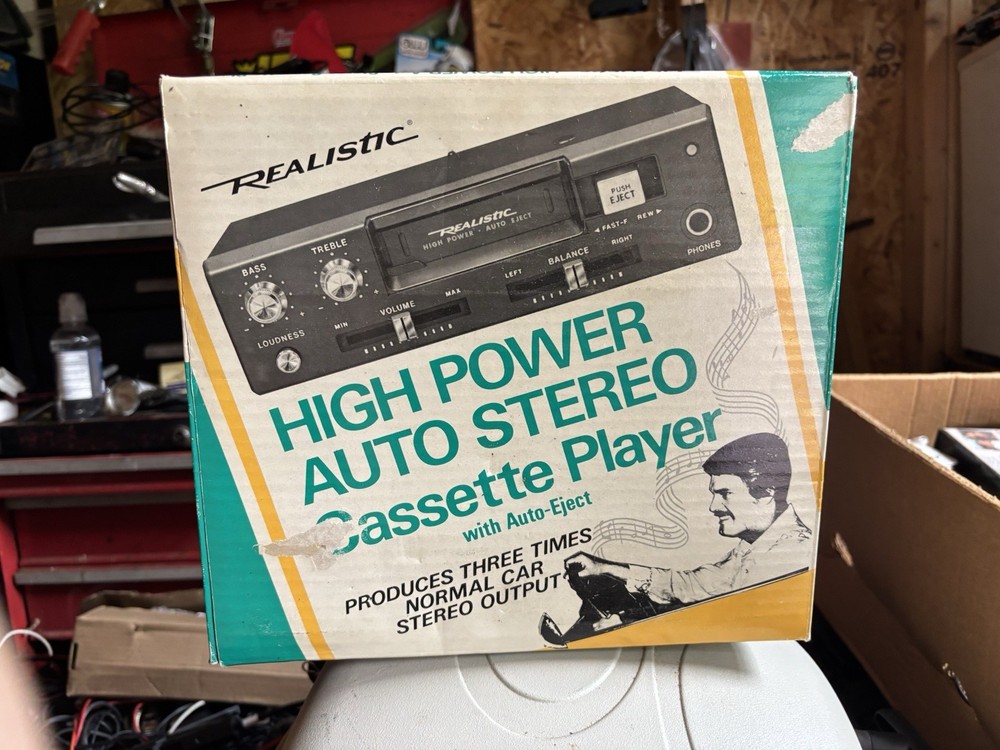 REALISTIC®
BASS
TREBLE
REALISTIC
HIGH POWER · AUTO EJECT
PUSH
EJECT
◄ FAST-F REW ►
PHONES
LOUDNESS
MIN VOLUME MAX
LEFT BALANCE RIGHT
HIGH POWER
AUTO STEREO
Cassette Player
with Auto-Eject
PRODUCES THREE TIMES
NORMAL CAR
STEREO OUTPUT
407